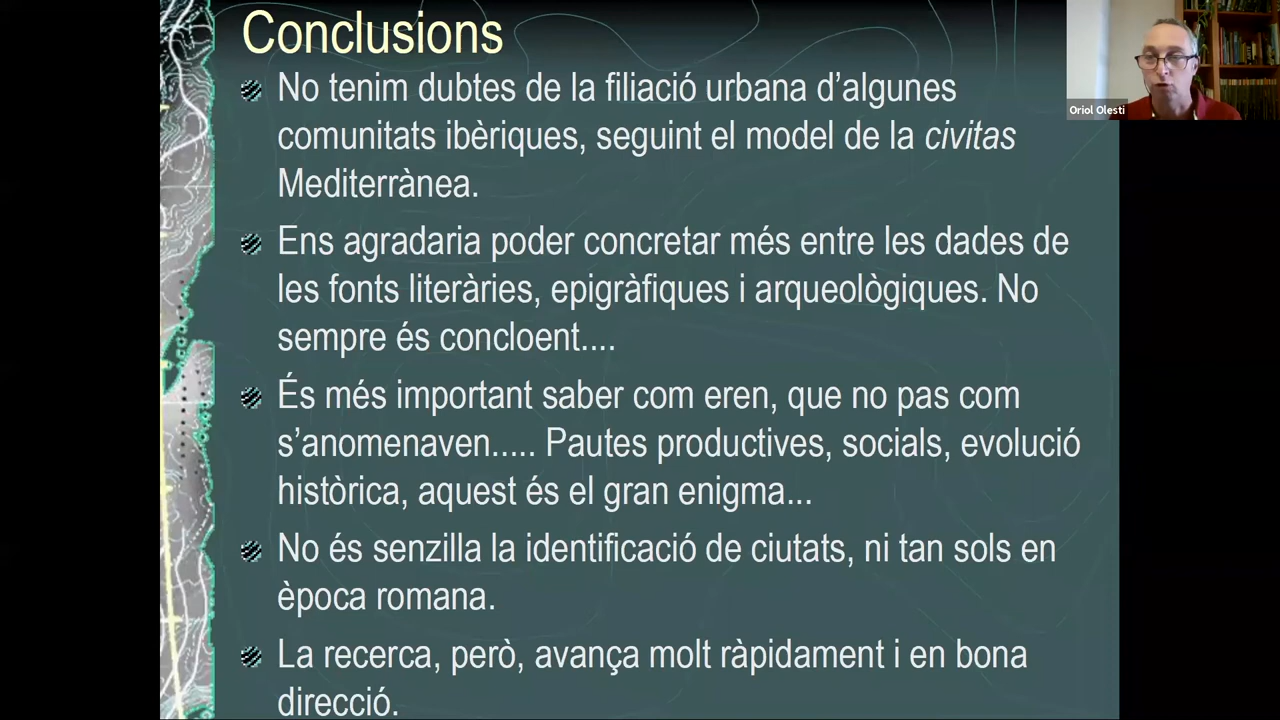 Conclusions
No tenim dubtes de la filiació urbana d’algunes
comunitats ibèriques, seguint el model de la civitas
Mediterrànea.
Ens agradaria poder concretar més entre les dades de
les fonts literàries, epigràfiques i arqueològiques. No
sempre és concloent....
És més important saber com eren, que no pas com
s’anomenaven..... Pautes productives, socials, evolució
històrica, aquest és el gran enigma...
No és senzilla la identificació de ciutats, ni tan sols en
època romana.
La recerca, però, avança molt ràpidament i en bona
direcció.
Oriol Olesti